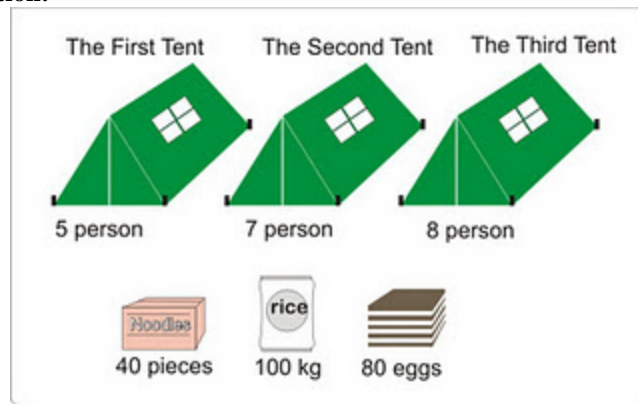 The First Tent
The Second Tent
The Third Tent
5 person
7 person
8 person
Noodles
rice
40 pieces
100 kg
80 eggs